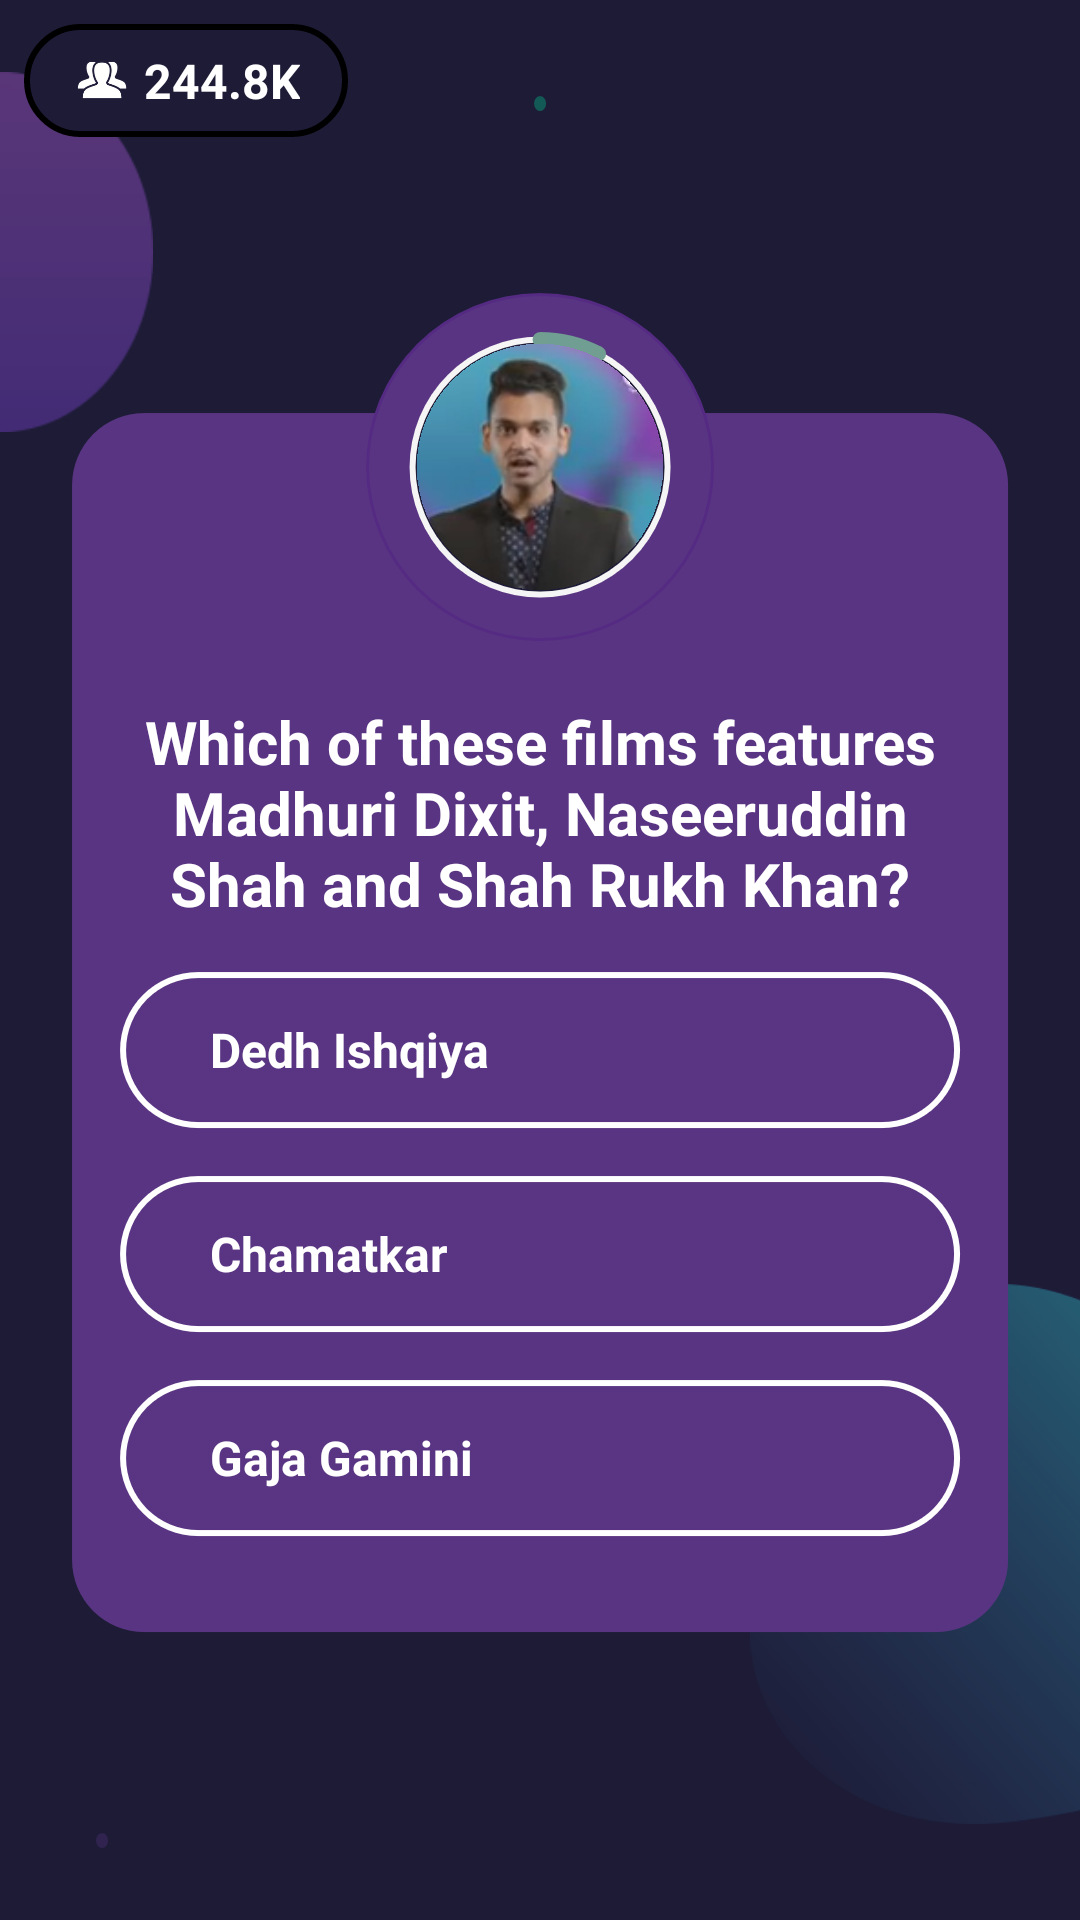 244.8K
Which of these films features
Madhuri Dixit, Naseeruddin
Shah and Shah Rukh Khan?
Dedh Ishqiya
Chamatkar
Gaja Gamini